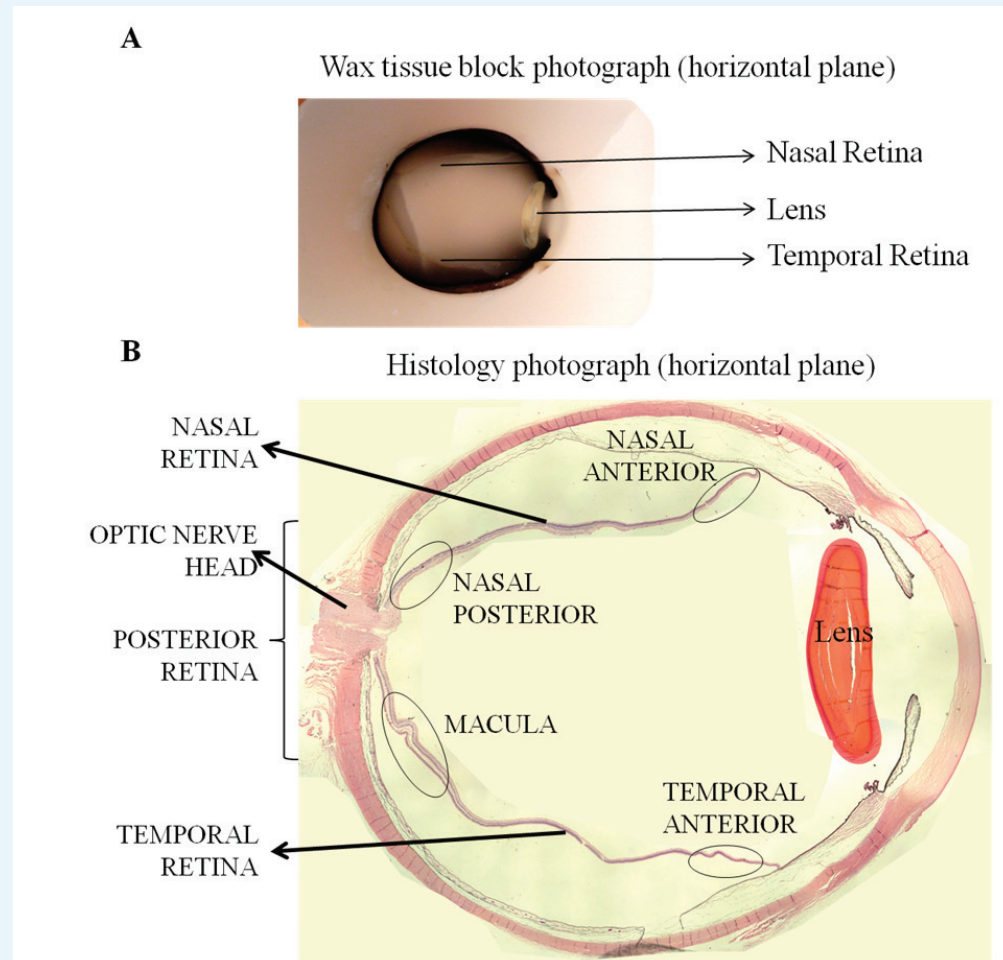 A
Wax tissue block photograph (horizontal plane)
Nasal Retina
Lens
Temporal Retina
B
Histology photograph (horizontal plane)
NASAL
RETINA
NASAL
ANTERIOR
OPTIC NERVE
HEAD
NASAL
POSTERIOR
POSTERIOR
RETINA
Lens
MACULA
TEMPORAL
ANTERIOR
TEMPORAL
RETINA